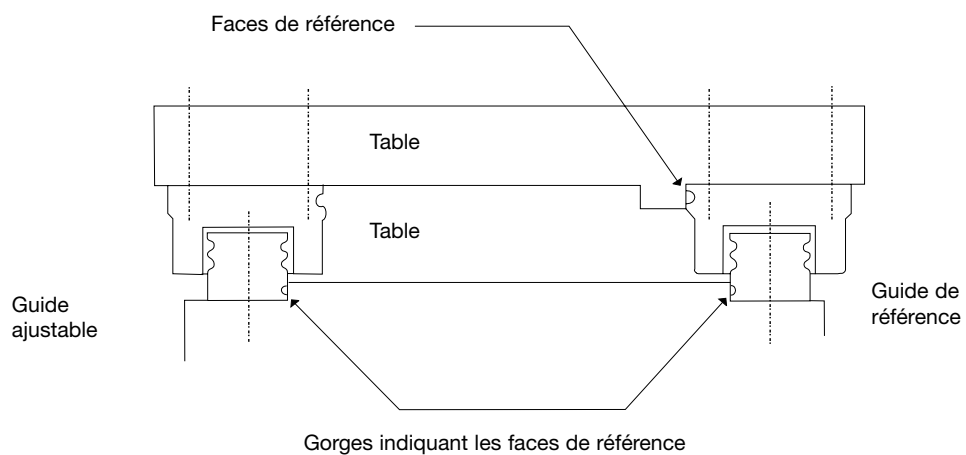 Faces de référence
Table
Table
Guide
ajustable
Guide de
référence
Gorges indiquant les faces de référence